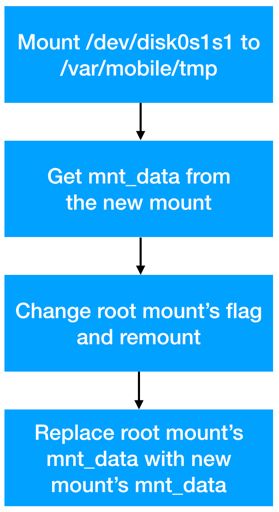 Mount /dev/disk0s1s1 to
/var/mobile/tmp
Get mnt_data from
the new mount
Change root mount’s flag
and remount
Replace root mount’s
mnt_data with new
mount’s mnt_data